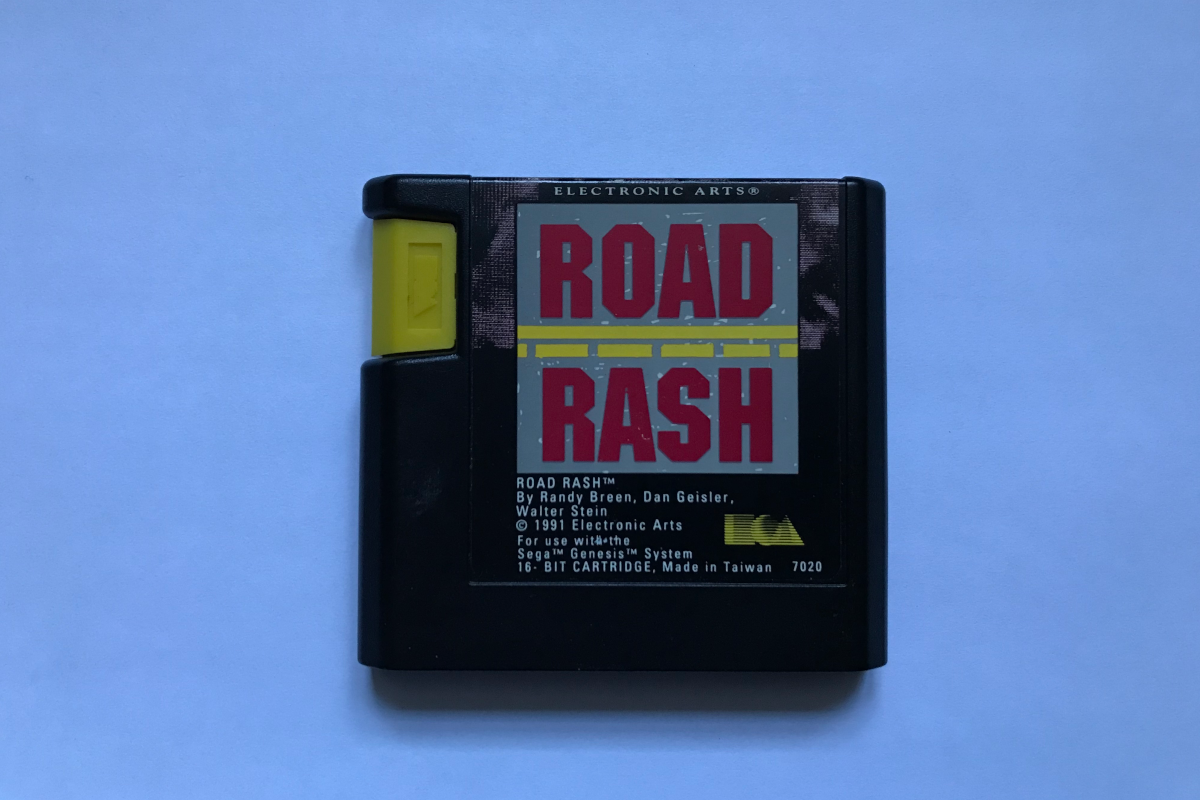 ELECTRONIC ARTS®
ROAD
RASH
ROAD RASH™
By Randy Breen, Dan Geisler,
Walter Stein
© 1991 Electronic Arts
For use with the
Sega™ Genesis™ System
16- BIT CARTRIDGE, Made in Taiwan 7020
EA